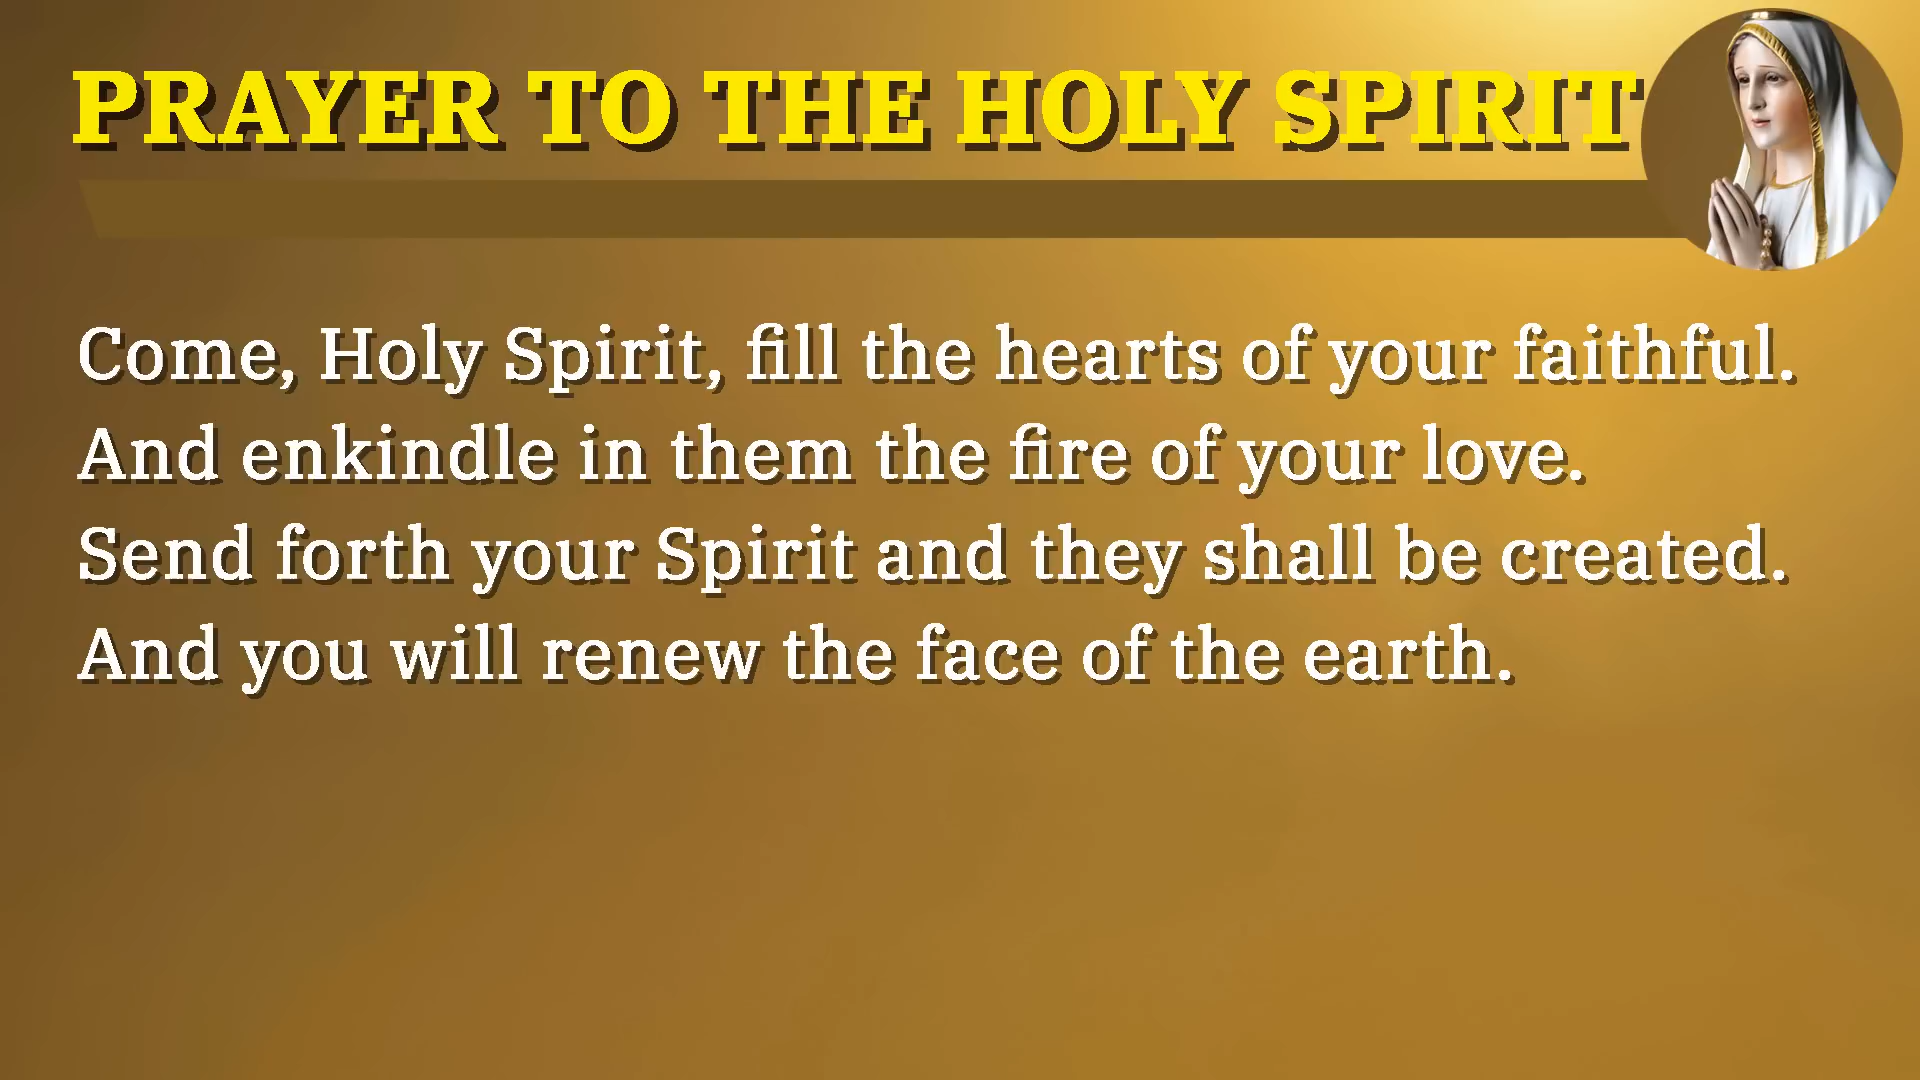 PRAYER TO THE HOLY SPIRIT
Come, Holy Spirit, fill the hearts of your faithful.
And enkindle in them the fire of your love.
Send forth your Spirit and they shall be created.
And you will renew the face of the earth.